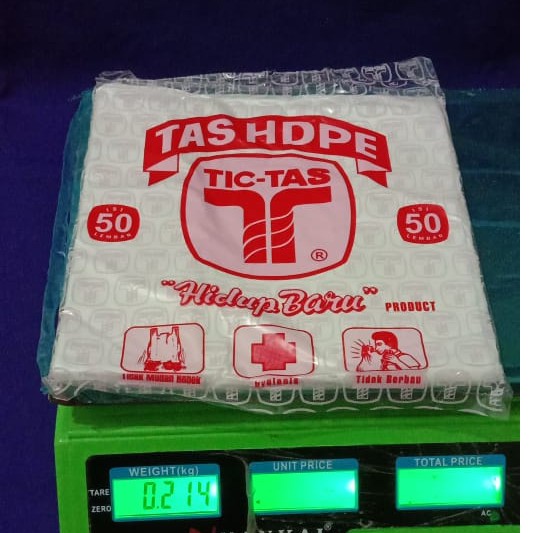 TAS HDPE
TIC-TAS
®
ISI
50
LEMBAR
ISI
50
LEMBAR
"Hidup Baru" PRODUCT
Tidak Mudah Robek
Hygienis
Tidak Berbau
WEIGHT(kg)
UNIT PRICE
TOTAL PRICE
TARE
ZERO
0.214
AC